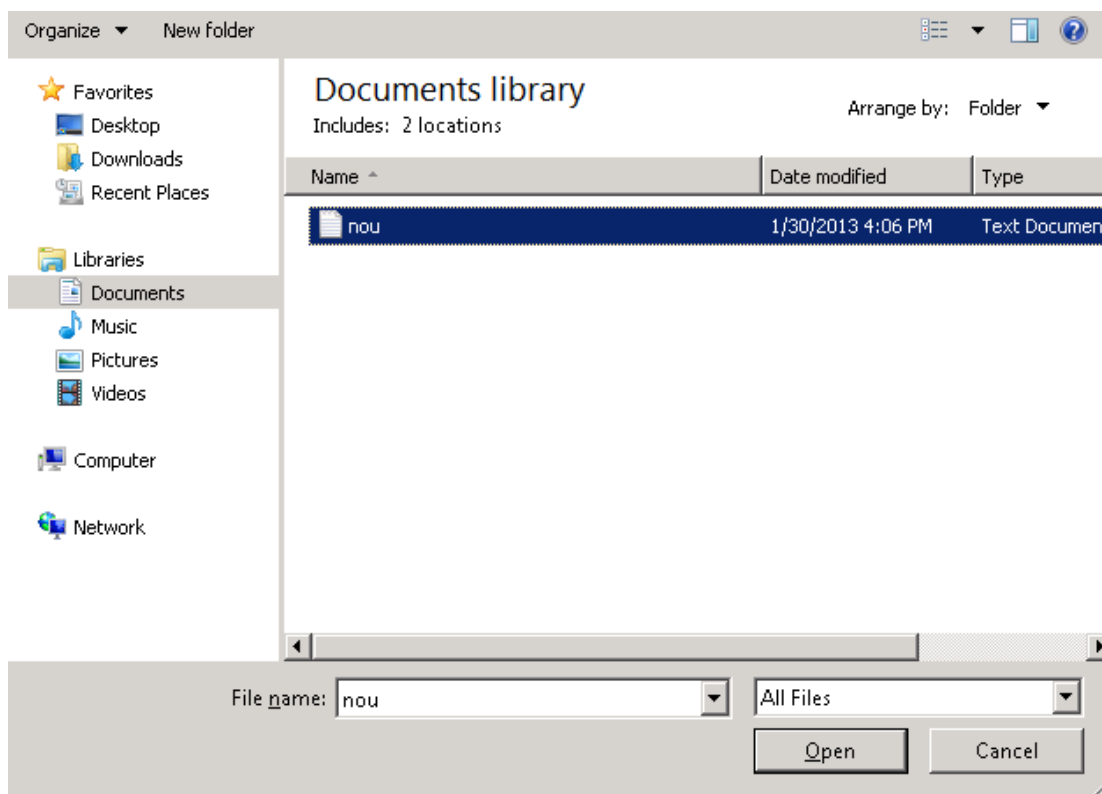 Organize New folder
Favorites
Desktop
Downloads
Recent Places
Libraries
Documents
Music
Pictures
Videos
Computer
Network
Documents library
Includes: 2 locations
Arrange by: Folder
Name Date modified Type
nou 1/30/2013 4:06 PM Text Documen
File name: nou All Files
Open Cancel